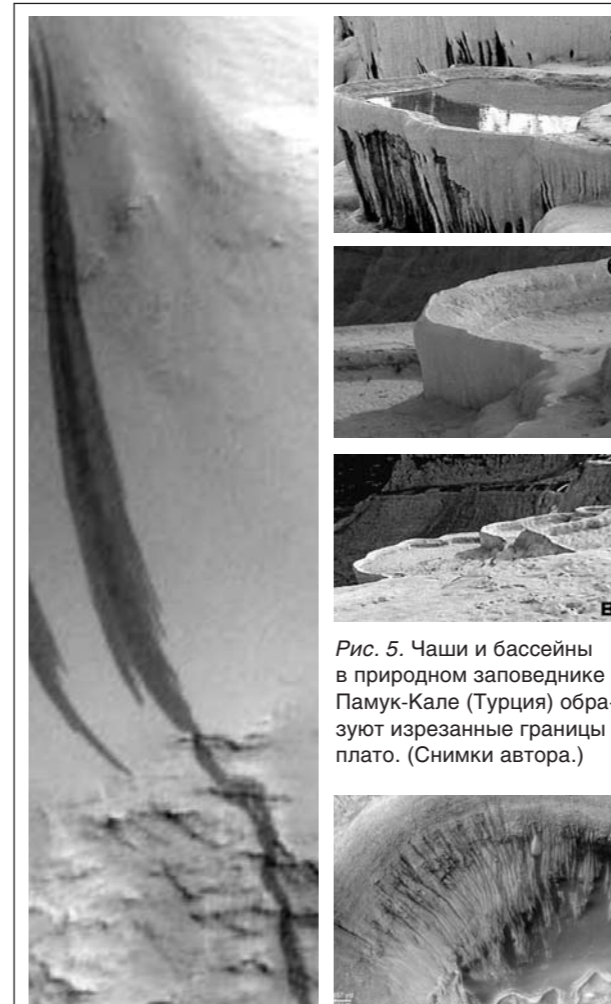 Рис. 5. Чаши и бассейны
в природном заповеднике
Памук-Кале (Турция) обра-
зуют изрезанные границы
плато. (Снимки автора.)